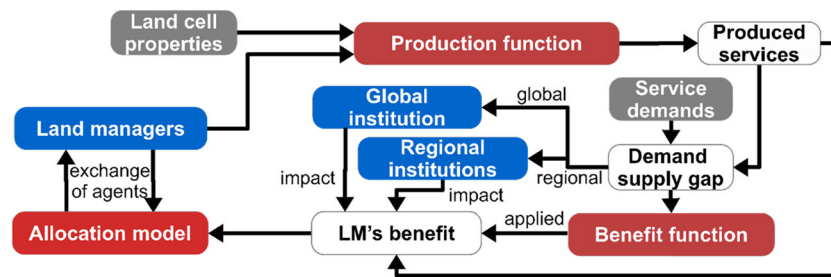 Land cell
properties
Production function
Produced
services
Global
institution
global
Service
demands
Land managers
Regional
institutions
regional
Demand
supply gap
exchange
of agents
impact
impact
Allocation model
LM's benefit
applied
Benefit function